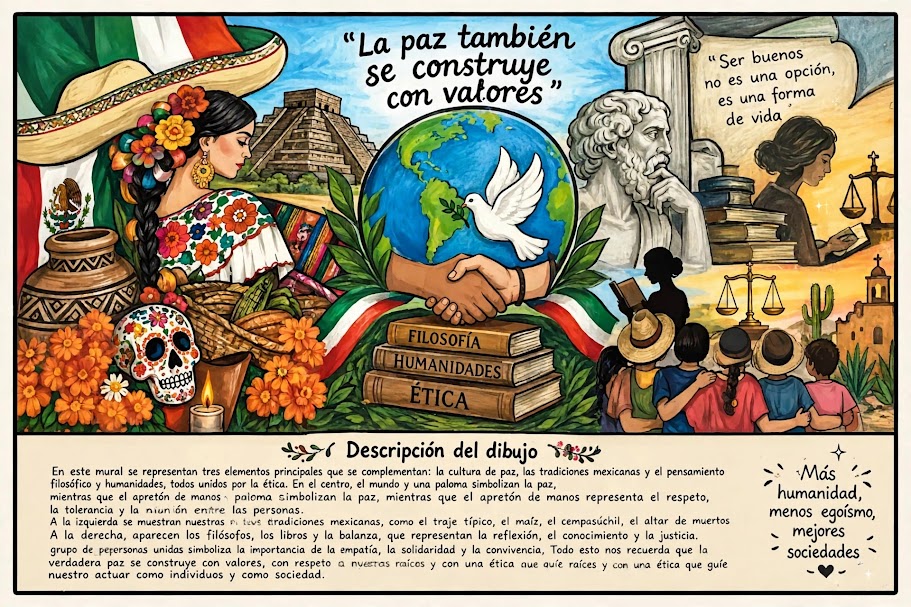 “La paz también
se construye
con valores”
“Ser buenos
no es una opción,
es una forma
de vida
FILOSOFÍA
HUMANIDADES
ÉTICA
Descripción del dibujo
En este mural se representan tres elementos principales que se complementan: la cultura de paz, las tradiciones mexicanas y el pensamiento
filosófico y humanidades, todos unidos por la ética. En el centro, el mundo y una paloma simbolizan la paz,
mientras que el apretón de manos paloma simbolizan la paz, mientras que el apretón de manos representa el respeto,
la tolerancia y la entre las personas.
A la izquierda se muestran nuestras tradiciones mexicanas, como el traje típico, el maíz, el cempasúchil, el altar de muertos
A la derecha, aparecen los filósofos, los libros y la balanza, que representan la reflexión, el conocimiento y la justicia.
grupo de pepersonas unidas simboliza la importancia de la empatía, la solidaridad y la convivencia, Todo esto nos recuerda que la
verdadera paz se construye con valores, con respeto a nuestras raíces y con una ética que guíe raíces y con una ética que guíe
nuestro actuar como individuos y como sociedad.
Más
humanidad,
menos egoísmo,
mejores
sociedades